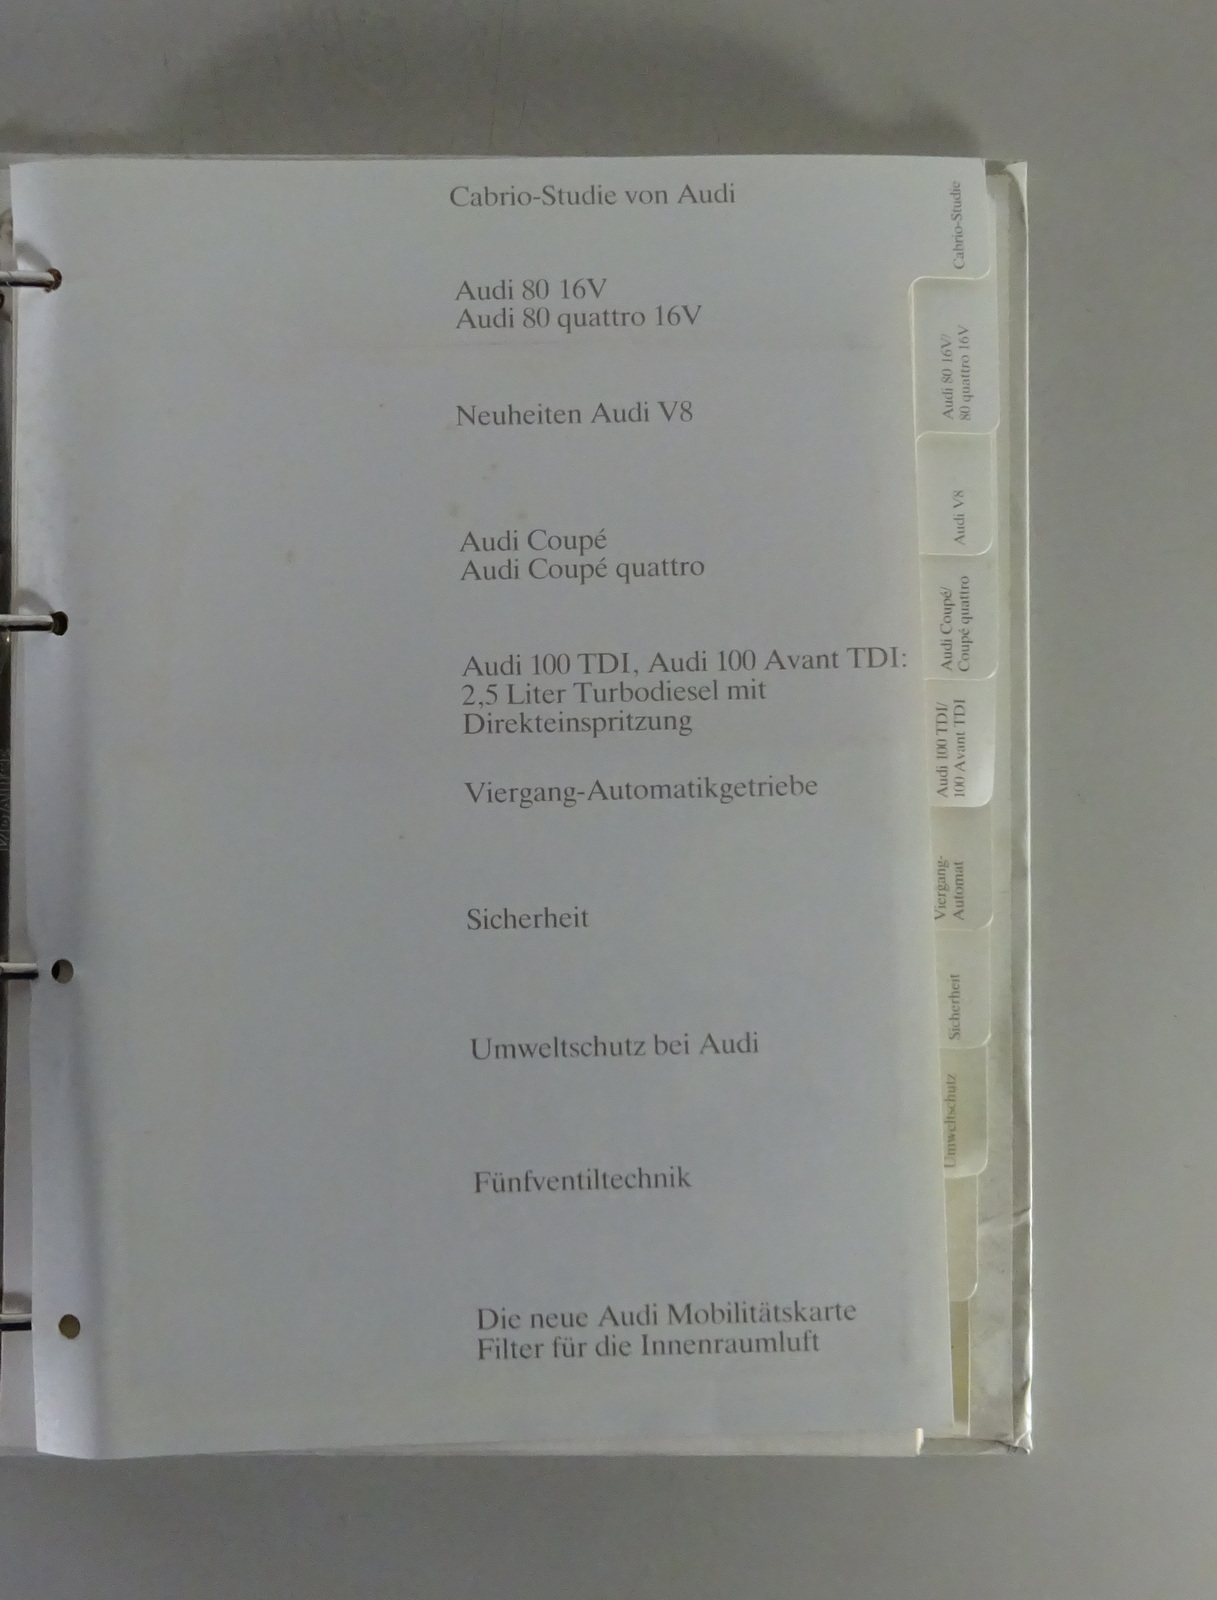 Cabrio-Studie von Audi
Audi 80 16V
Audi 80 quattro 16V
Neuheiten Audi V8
Audi Coupé
Audi Coupé quattro
Audi 100 TDI, Audi 100 Avant TDI:
2,5 Liter Turbodiesel mit
Direkteinspritzung
Viergang-Automatikgetriebe
Sicherheit
Umweltschutz bei Audi
Fünfventiltechnik
Die neue Audi Mobilitätskarte
Filter für die Innenraumluft
Cabrio-Studie
Audi 80 16V/
80 quattro 16V
Audi V8
Audi Coupé/
Coupé quattro
Audi 100 TDI/
100 Avant TDI
Viergang-
Automat
Sicherheit
Umweltschutz